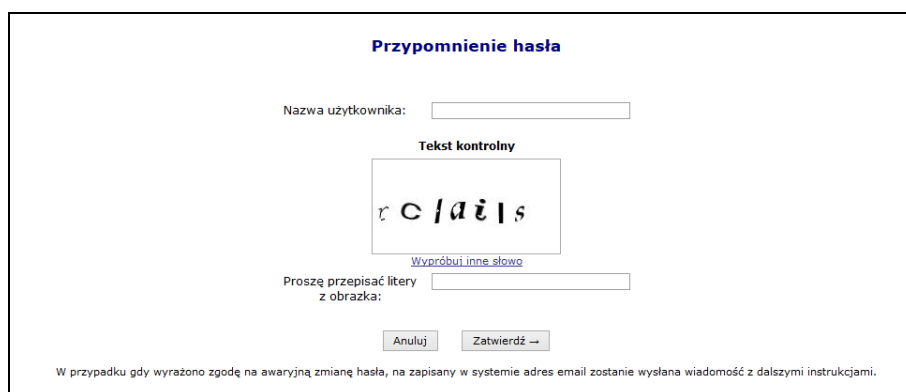 Przypomnienie hasła
Nazwa użytkownika:
Tekst kontrolny
Wypróbuj inne słowo
Proszę przepisać litery
z obrazka:
Anuluj Zatwierdź →
W przypadku gdy wyrażono zgodę na awaryjną zmianę hasła, na zapisany w systemie adres email zostanie wysłana wiadomość z dalszymi instrukcjami.